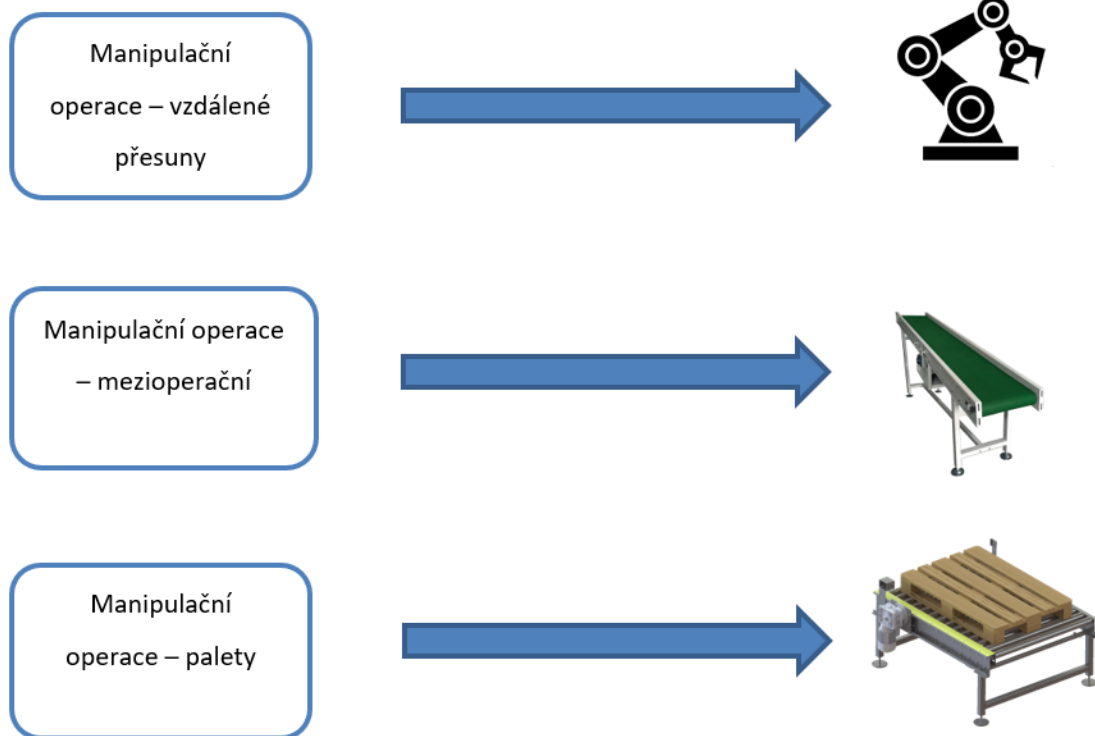 Manipulační
operace – vzdálené
přesuny
Manipulační operace
– mezioperační
Manipulační
operace – palety